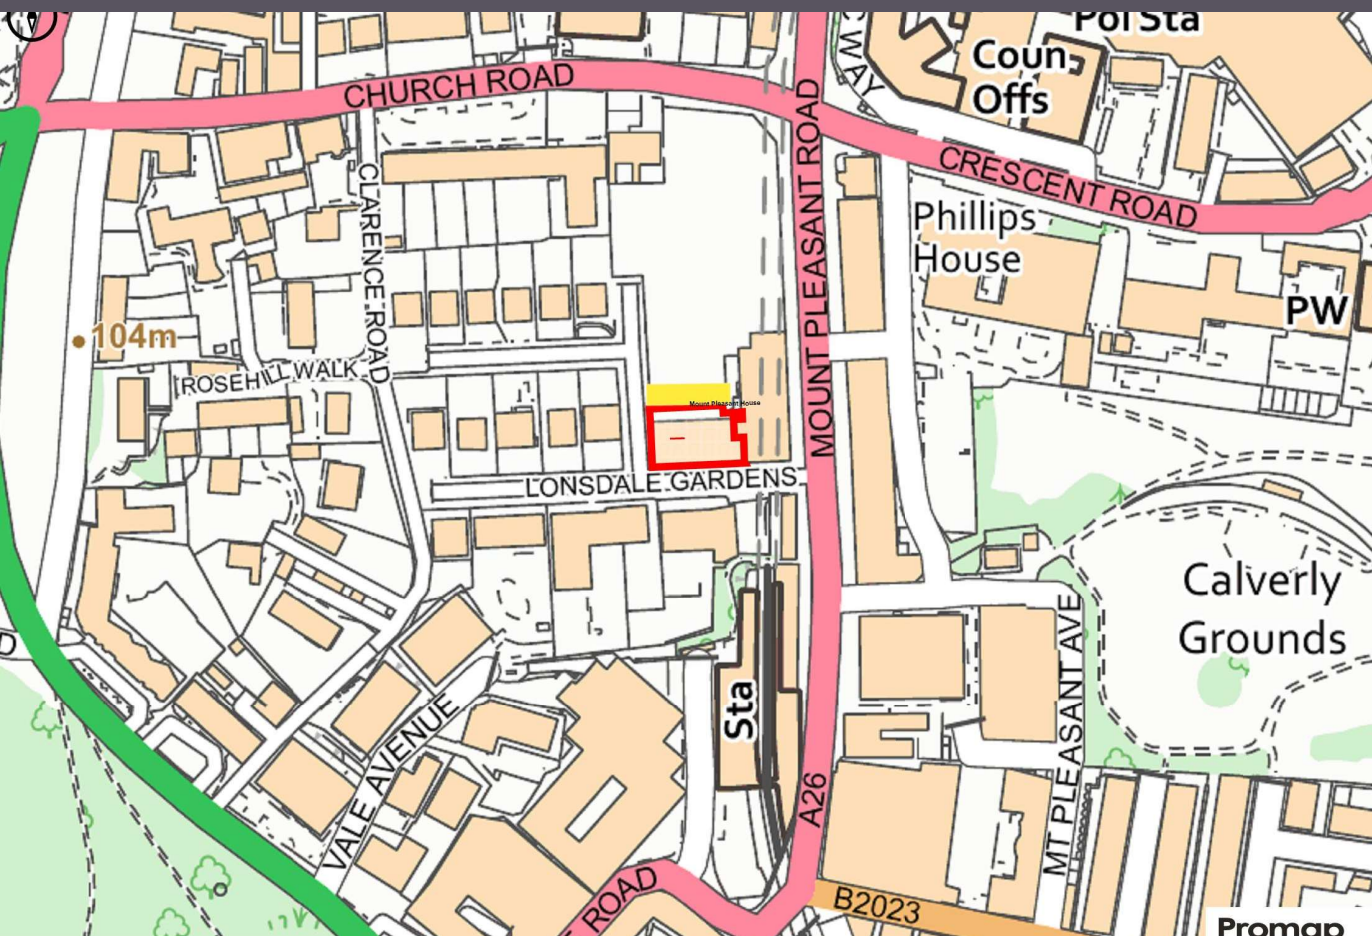 Pol Sta
C WAY
Coun
Offs
CHURCH ROAD
MOUNT PLEASANT ROAD
CRESCENT ROAD
CLARENCE ROAD
Phillips
House
PW
104m
ROSEHILL WALK
Mount Pleasant House
LONSDALE GARDENS
Calverly
Grounds
Sta
MT PLEASANT AVE
VALE AVENUE
A26
D
ROAD
B2023
Promap